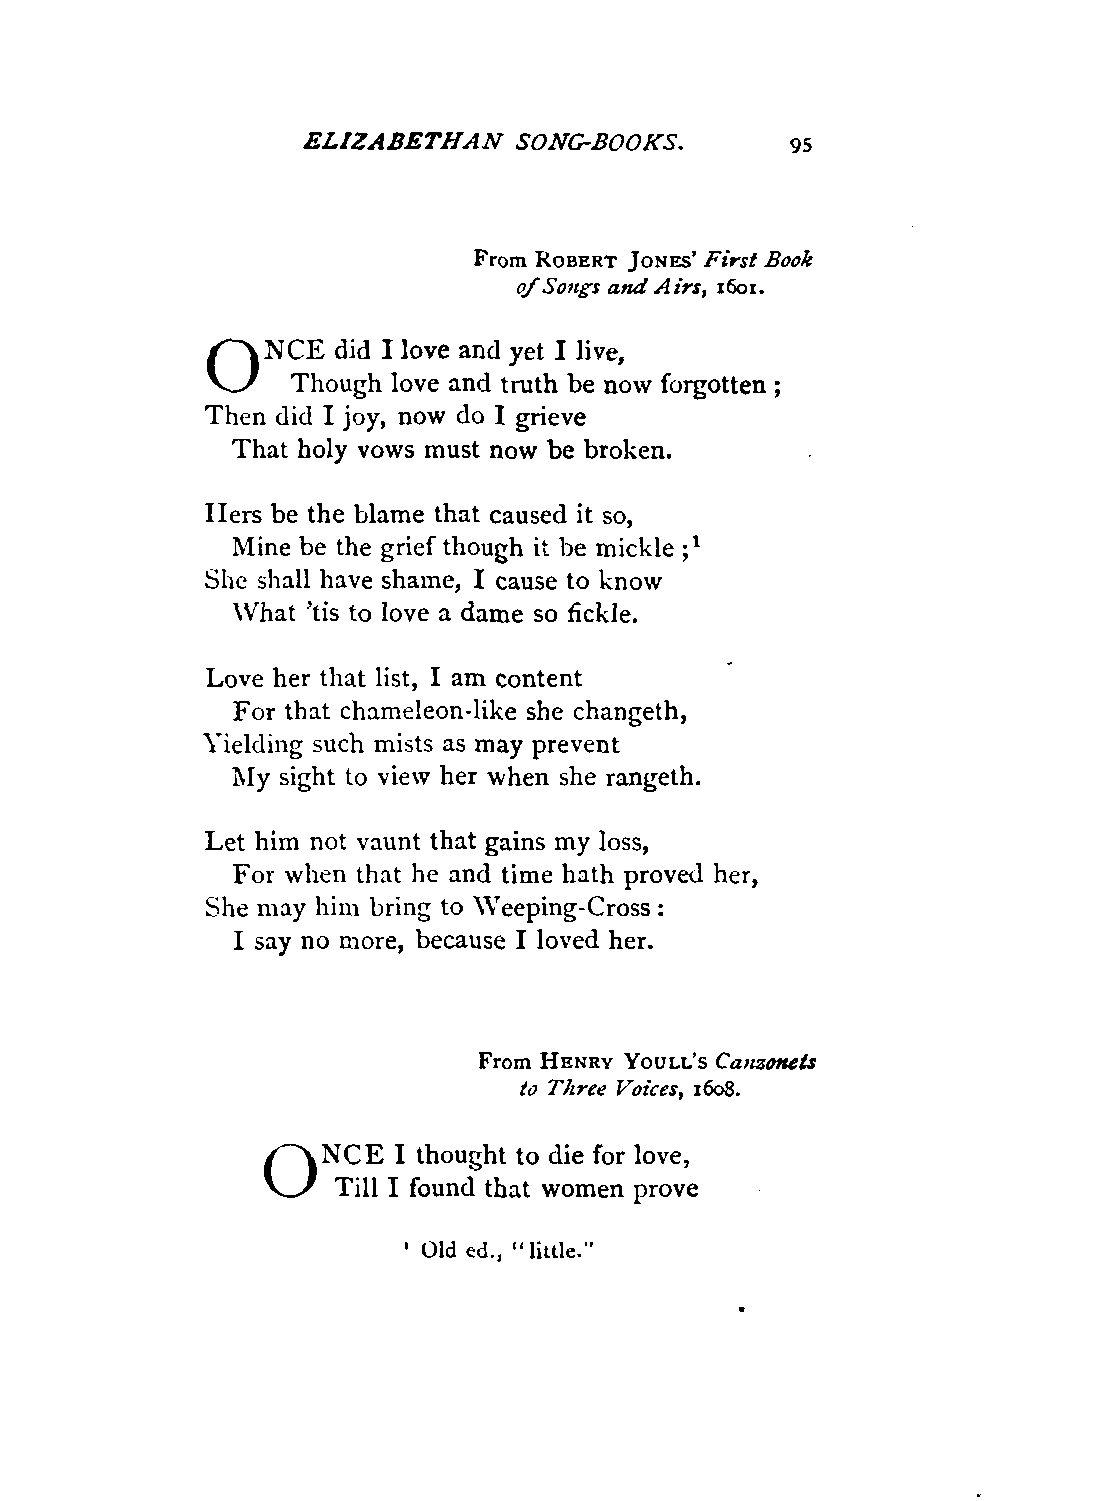 ELIZABETHAN SONG-BOOKS. 95
From ROBERT JONES' First Book
of Songs and Airs, 1601.
ONCE did I love and yet I live,
Though love and truth be now forgotten ;
Then did I joy, now do I grieve
That holy vows must now be broken.
Hers be the blame that caused it so,
Mine be the grief though it be mickle ;¹
She shall have shame, I cause to know
What 'tis to love a dame so fickle.
Love her that list, I am content
For that chameleon-like she changeth,
Yielding such mists as may prevent
My sight to view her when she rangeth.
Let him not vaunt that gains my loss,
For when that he and time hath proved her,
She may him bring to Weeping-Cross :
I say no more, because I loved her.
From HENRY YOULL'S Canzonets
to Three Voices, 1608.
ONCE I thought to die for love,
Till I found that women prove
¹ Old ed., "little."